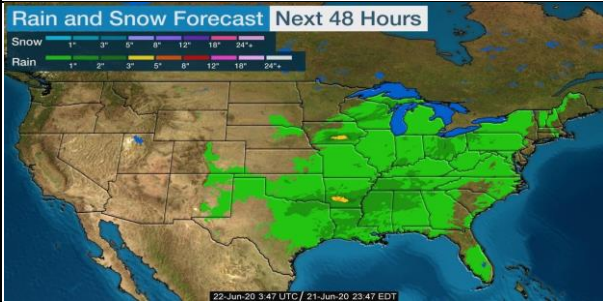 Rain and Snow Forecast Next 48 Hours
Snow 1" 3" 5" 8" 12" 18" 24"+
Rain 1" 2" 3" 5" 8" 12" 18" 24"+
22-Jun-20 3:47 UTC / 21-Jun-20 23:47 EDT